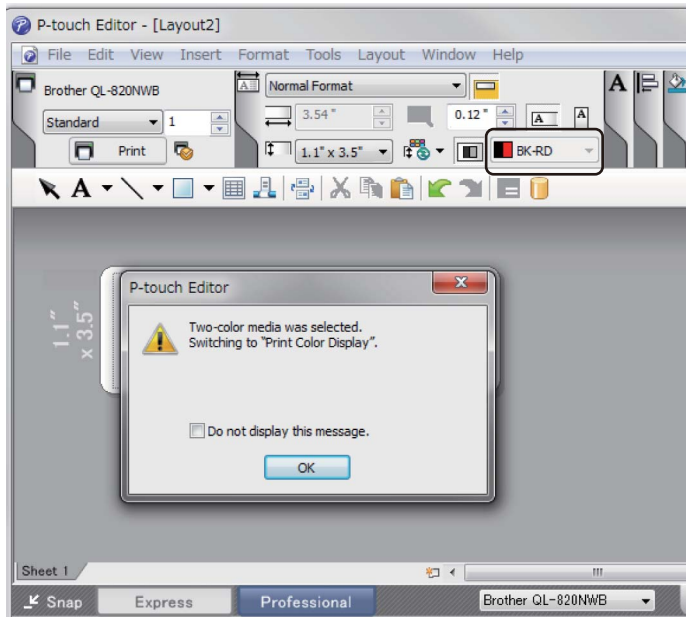 P-touch Editor - [Layout2]
File Edit View Insert Format Tools Layout Window Help
Brother QL-820NWB
Standard 1
Print
A
Normal Format
3.54 "
0.12 "
A A
1.1" x 3.5"
BK-RD
A
A
1.1"
x 3.5"
P-touch Editor
Two-color media was selected.
Switching to "Print Color Display".
Do not display this message.
OK
Sheet 1
Snap Express Professional Brother QL-820NWB